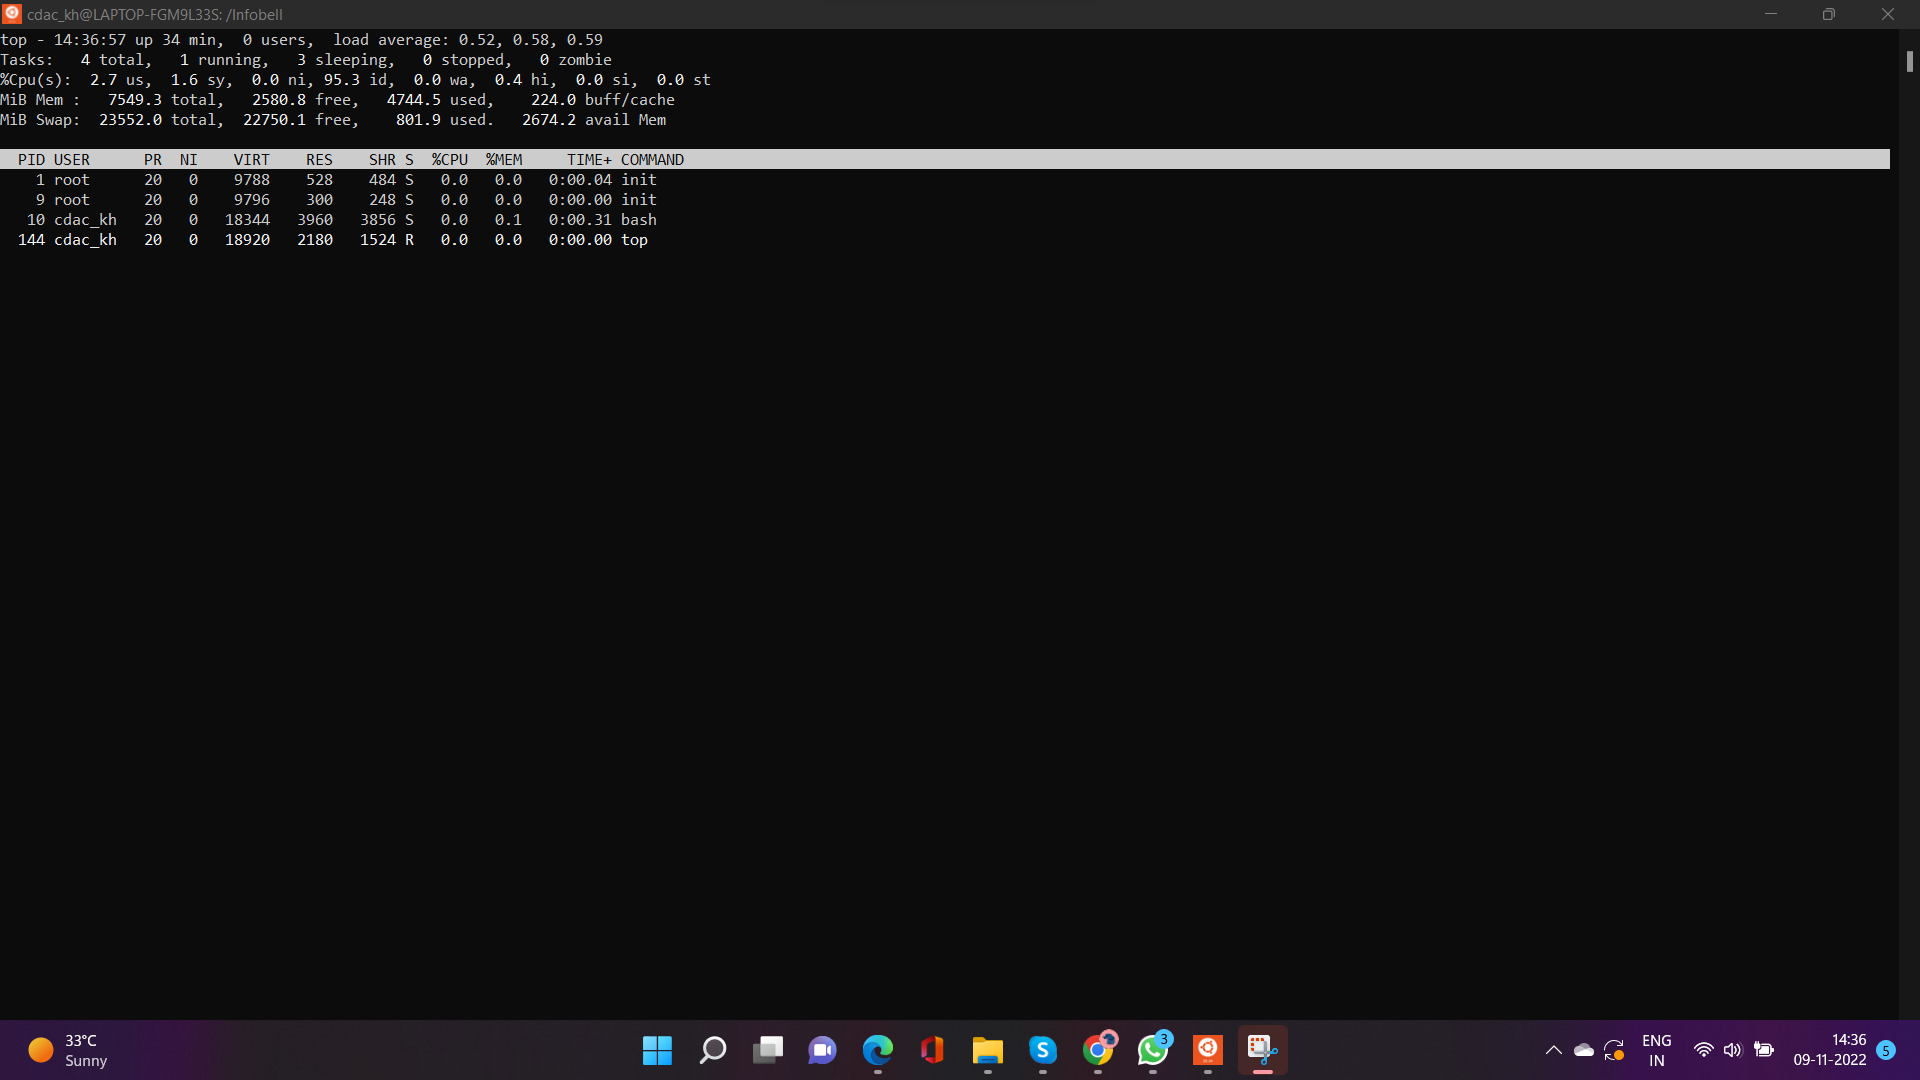 cdac_kh@LAPTOP-FGM9L33S: /Infobell
top - 14:36:57 up 34 min,  0 users,  load average: 0.52, 0.58, 0.59
Tasks:   4 total,   1 running,   3 sleeping,   0 stopped,   0 zombie
%Cpu(s):  2.7 us,  1.6 sy,  0.0 ni, 95.3 id,  0.0 wa,  0.4 hi,  0.0 si,  0.0 st
MiB Mem :   7549.3 total,   2580.8 free,   4744.5 used,    224.0 buff/cache
MiB Swap:  23552.0 total,  22750.1 free,    801.9 used.   2674.2 avail Mem
  PID USER      PR  NI    VIRT    RES    SHR S  %CPU  %MEM     TIME+ COMMAND
    1 root      20   0    9788    528    484 S   0.0   0.0   0:00.04 init
    9 root      20   0    9796    300    248 S   0.0   0.0   0:00.00 init
   10 cdac_kh   20   0   18344   3960   3856 S   0.0   0.1   0:00.31 bash
  144 cdac_kh   20   0   18920   2180   1524 R   0.0   0.0   0:00.00 top
33°C
Sunny
S
3
ENG
IN
14:36
09-11-2022
5